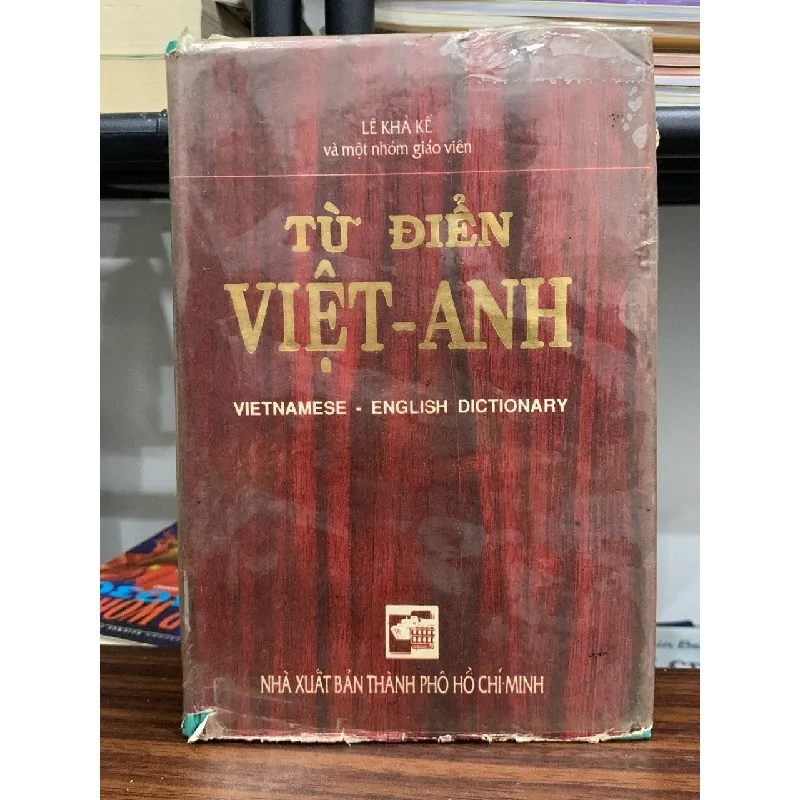 LÊ KHẢ KẾ
và một nhóm giáo viên
TỪ ĐIỂN
VIỆT-ANH
VIETNAMESE - ENGLISH DICTIONARY
NHÀ XUẤT BẢN THÀNH PHỐ HỒ CHÍ MINH